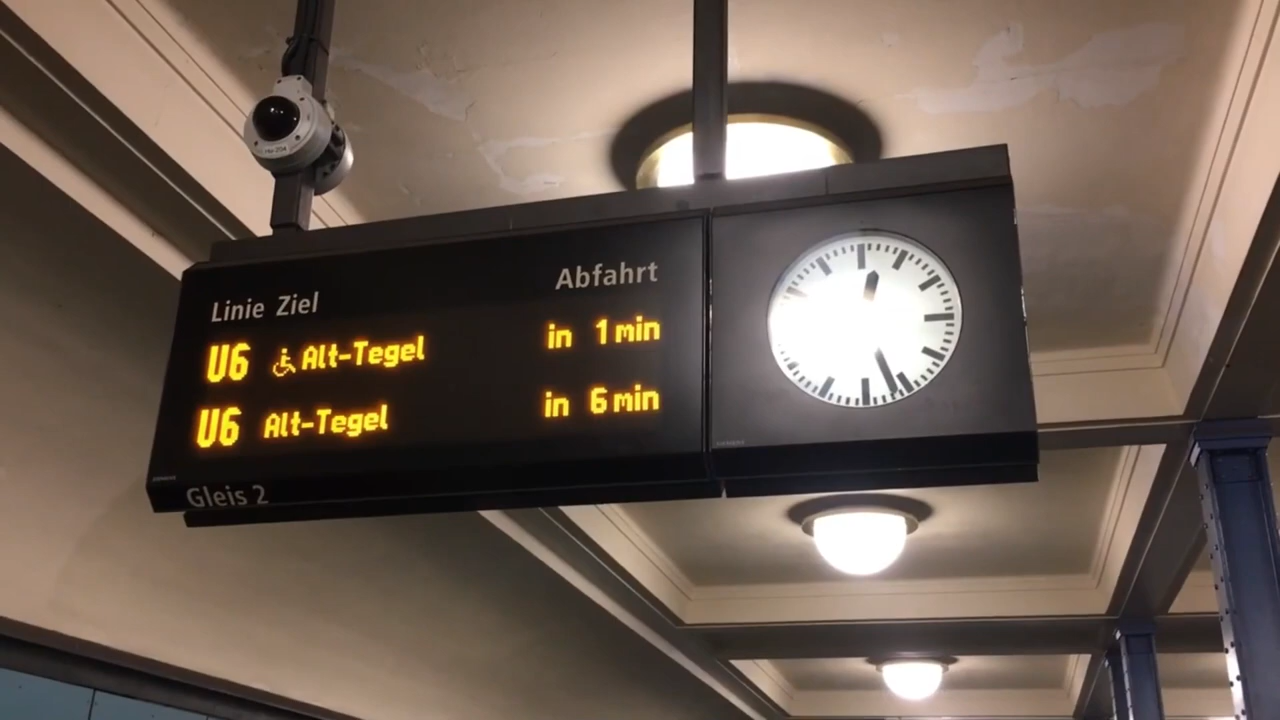 Abfahrt
Linie Ziel
U6 Alt-Tegel in 1 min
U6 Alt-Tegel in 6 min
Gleis 2